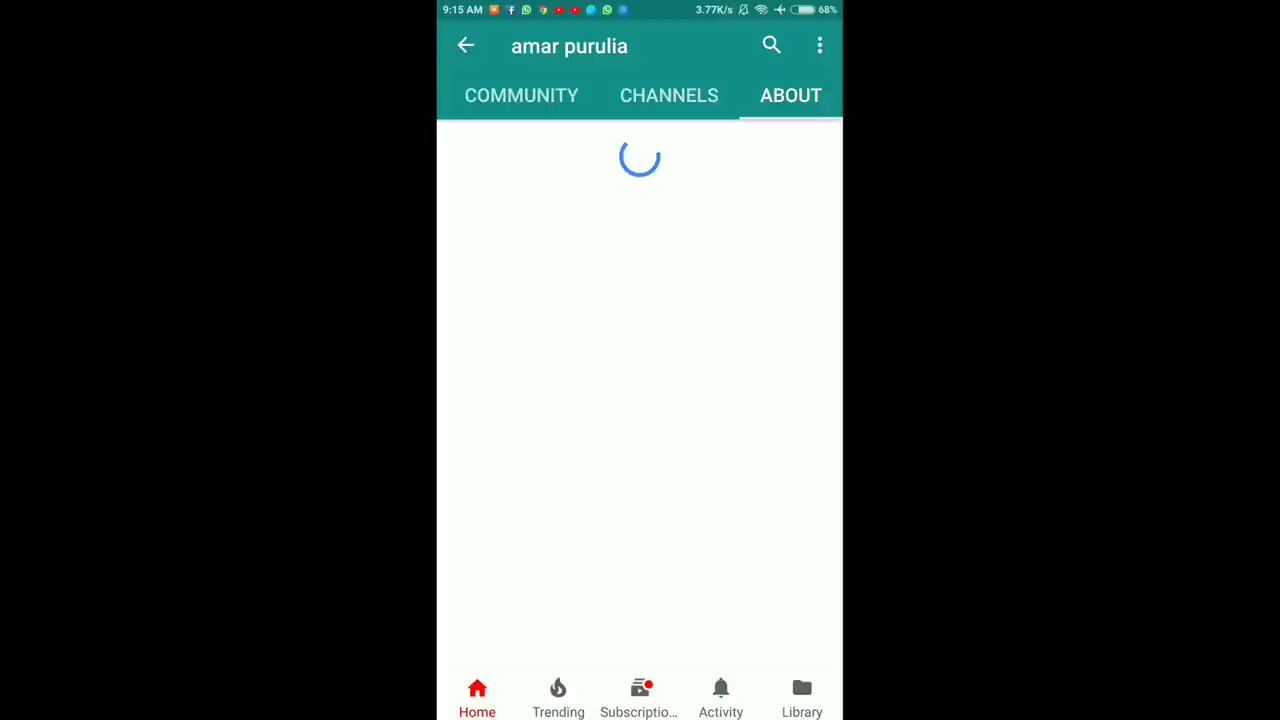 9:15 AM 3.77K/s 68%
amar purulia
COMMUNITY CHANNELS ABOUT
Home Trending Subscriptio... Activity Library